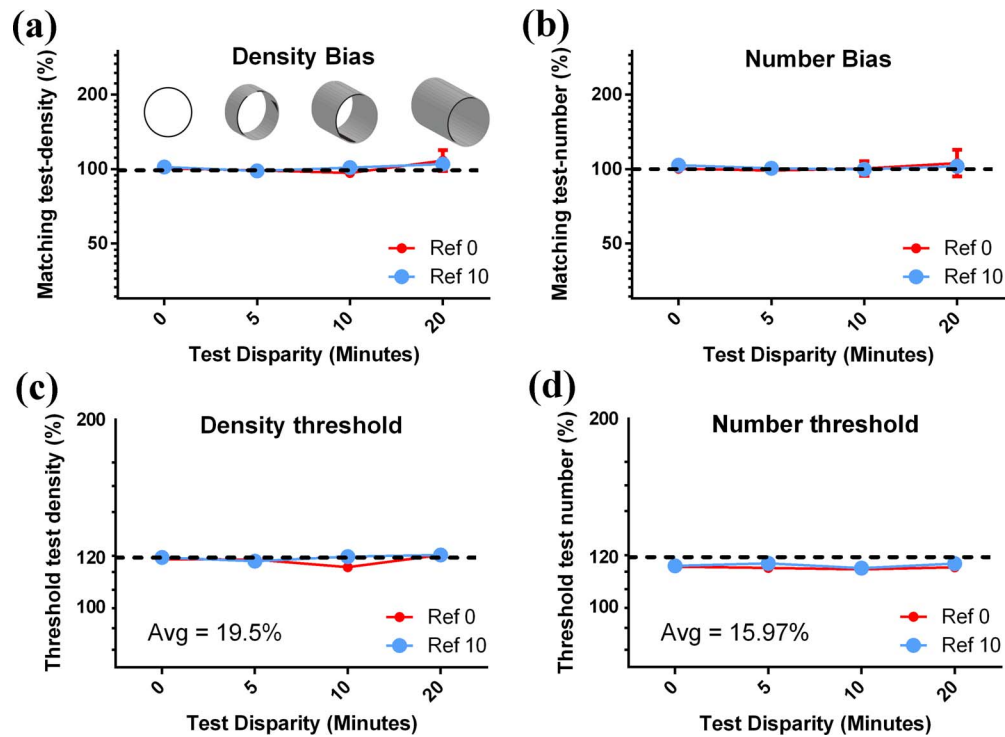 (a)
Density Bias
Matching test-density (%)
200
100
50
Ref 0
Ref 10
0
5
10
20
Test Disparity (Minutes)
(b)
Number Bias
Matching test-number (%)
200
100
50
Ref 0
Ref 10
0
5
10
20
Test Disparity (Minutes)
(c)
Density threshold
Threshold test density (%)
200
120
100
Avg = 19.5%
Ref 0
Ref 10
0
5
10
20
Test Disparity (Minutes)
(d)
Number threshold
Threshold test number (%)
200
120
100
Avg = 15.97%
Ref 0
Ref 10
0
5
10
20
Test Disparity (Minutes)